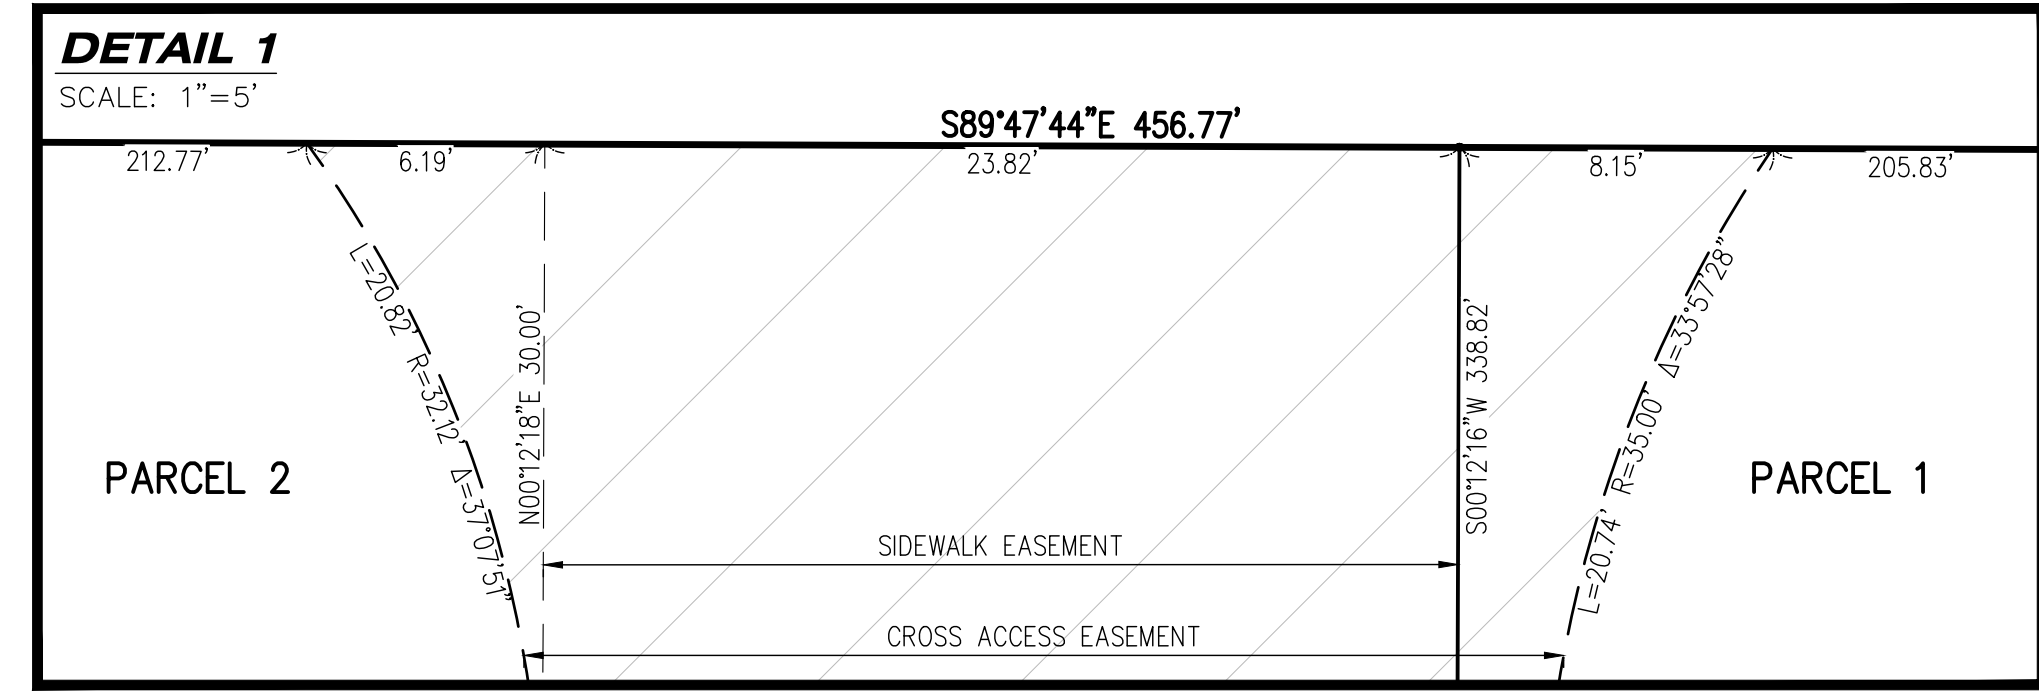 DETAIL 1
SCALE: 1"=5'
S89°47'44"E 456.77'
212.77'
6.19'
23.82'
8.15'
205.83'
L=20.82' R=32.12' Δ=37°07'51"
N00°12'18"E 30.00'
S00°12'16"W 338.82'
L=20.74' R=35.00' Δ=33°57'28"
PARCEL 2
PARCEL 1
SIDEWALK EASEMENT
CROSS ACCESS EASEMENT